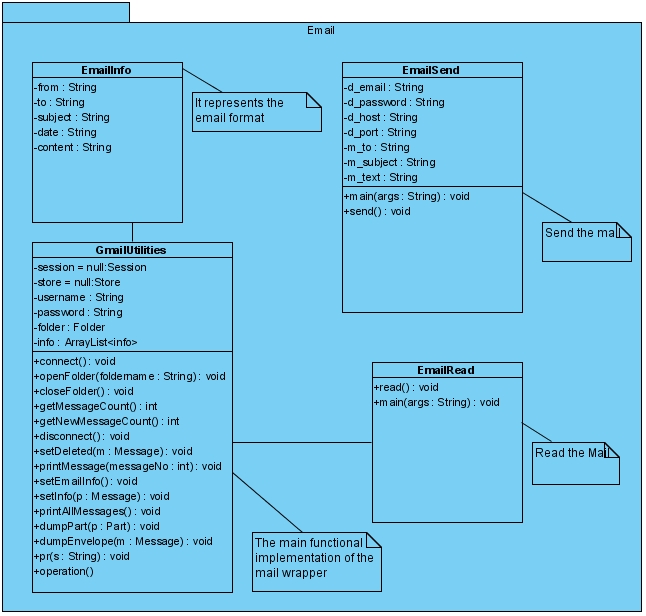 Email
EmailInfo
-from : String
-to : String
-subject : String
-date : String
-content : String
It represents the
email format
EmailSend
-d_email : String
-d_password : String
-d_host : String
-d_port : String
-m_to : String
-m_subject : String
-m_text : String
+main(args : String) : void
+send() : void
Send the mail
GmailUtilities
-session = null:Session
-store = null:Store
-username : String
-password : String
-folder : Folder
-info : ArrayList<info>
+connect() : void
+openFolder(foldername : String) : void
+closeFolder() : void
+getMessageCount() : int
+getNewMessageCount() : int
+disconnect() : void
+setDeleted(m : Message) : void
+printMessage(messageNo : int) : void
+setEmailInfo() : void
+setInfo(p : Message) : void
+printAllMessages() : void
+dumpPart(p : Part) : void
+dumpEnvelope(m : Message) : void
+pr(s : String) : void
+operation()
EmailRead
+read() : void
+main(args : String) : void
Read the Mail
The main functional
implementation of the
mail wrapper